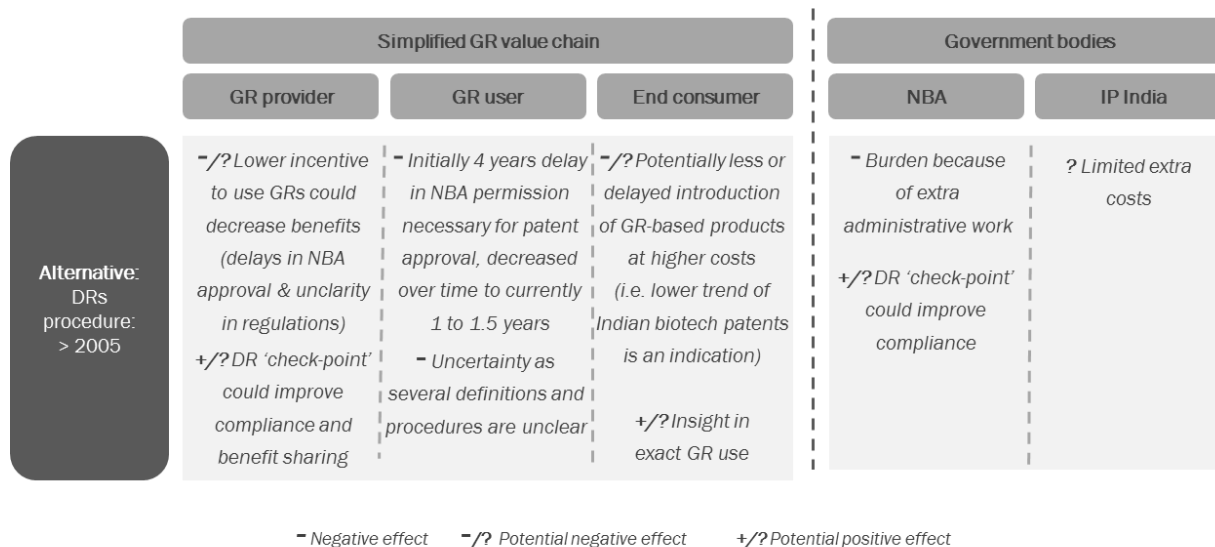 Simplified GR value chain
Government bodies
GR provider
GR user
End consumer
NBA
IP India
Alternative:
DRs
procedure:
> 2005
-/? Lower incentive
to use GRs could
decrease benefits
(delays in NBA
approval & unclarity
in regulations)
+/? DR ‘check-point’
could improve
compliance and
benefit sharing
- Initially 4 years delay
in NBA permission
necessary for patent
approval, decreased
over time to currently
1 to 1.5 years
- Uncertainty as
several definitions and
procedures are unclear
-/? Potentially less or
delayed introduction
of GR-based products
at higher costs
(i.e. lower trend of
Indian biotech patents
is an indication)
+/? Insight in
exact GR use
- Burden because
of extra
administrative work
+/? DR ‘check-point’
could improve
compliance
? Limited extra
costs
- Negative effect -/? Potential negative effect +/? Potential positive effect